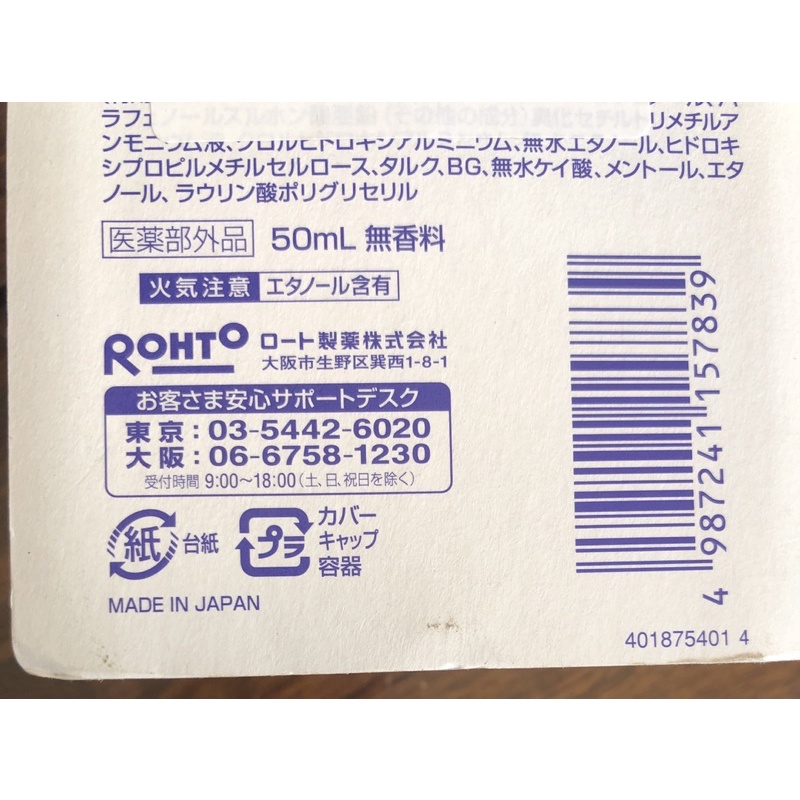 ラフェ
リメチルア
ンモニウム液、クロルヒドロキシアルミニウム、無水エタノール、ヒドロキ
シプロピルメチルセルロース、タルク、BG、無水ケイ酸、メントール、エタ
ノール、ラウリン酸ポリグリセリル
医薬部外品 50mL 無香料
火気注意 エタノール含有
ROHTO ロート製薬株式会社
大阪市生野区巽西1-8-1
お客さま安心サポートデスク
東京:03-5442-6020
大阪:06-6758-1230
受付時間 9:00〜18:00(土、日、祝日を除く)
紙 台紙
プラ カバー
キャップ
容器
MADE IN JAPAN
4 987241 157839
401875401 4